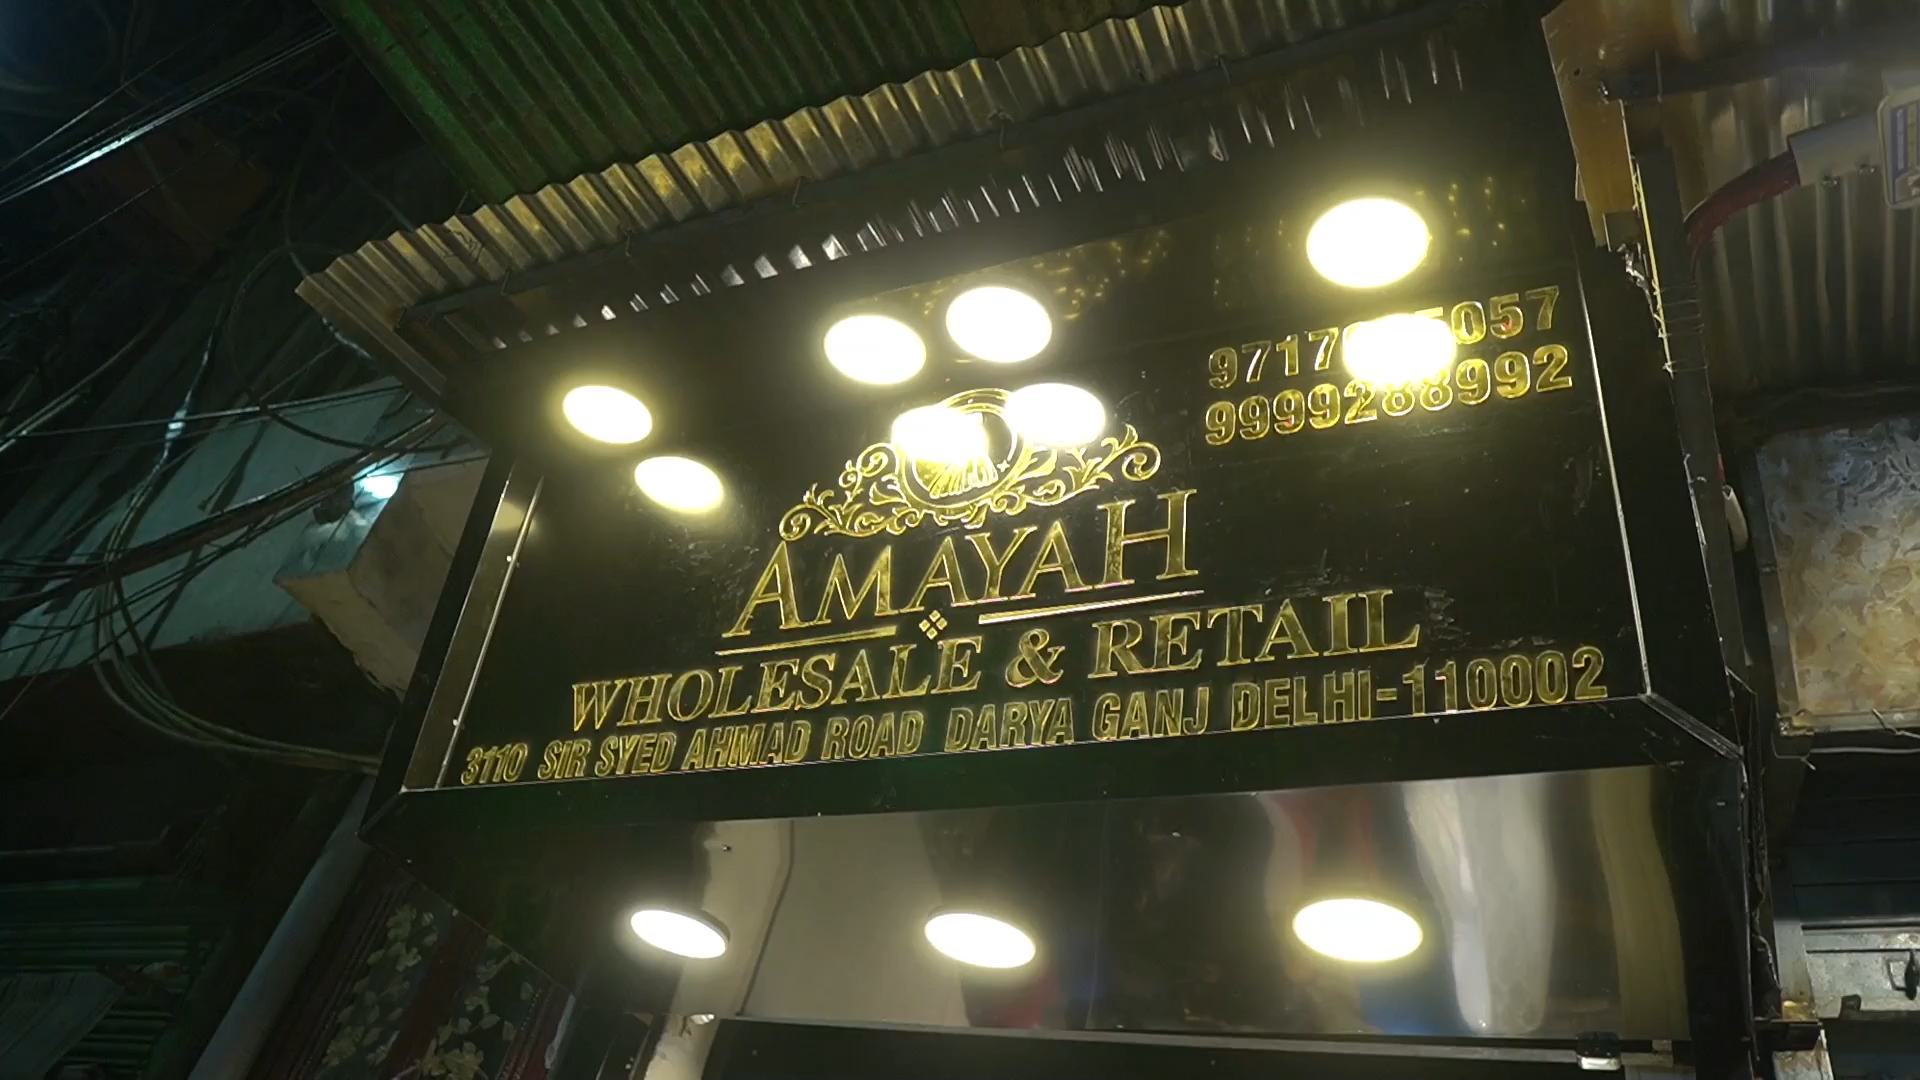 9999288992
AMAYAH
WHOLESALE & RETAIL
3110 SIR SYED AHMAD ROAD DARYA GANJ DELHI-110002